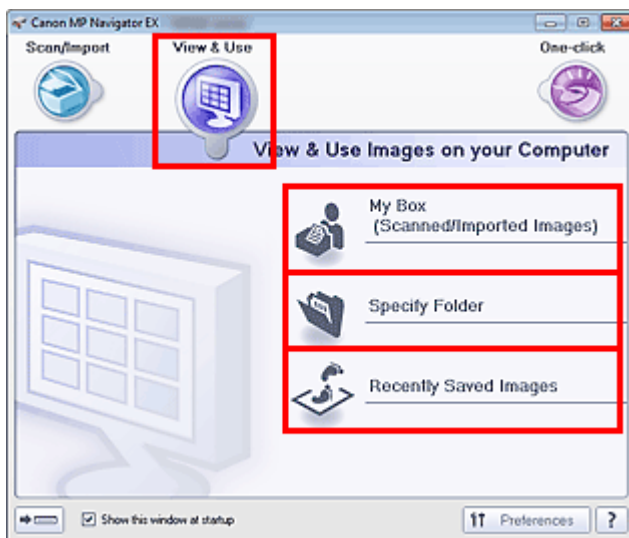 Canon MP Navigator EX
Scan/Import
View & Use
One-click
View & Use Images on your Computer
My Box
(Scanned/Imported Images)
Specify Folder
Recently Saved Images
Show this window at startup
Preferences
?